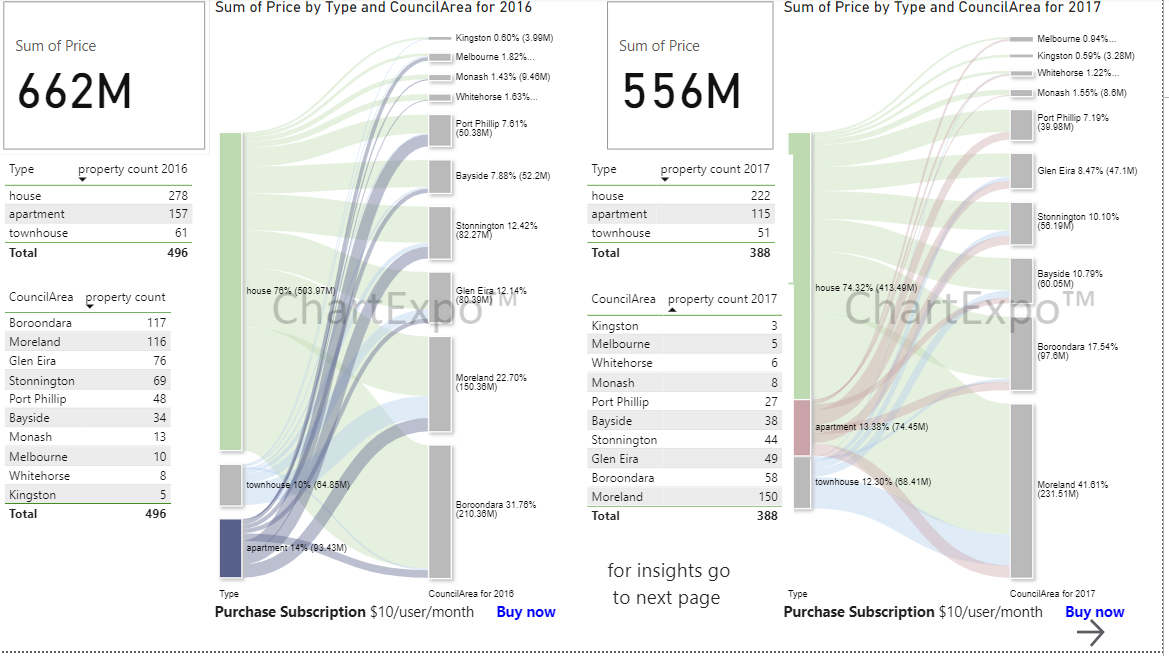 Sum of Price by Type and CouncilArea for 2016
Sum of Price
662M
Type property count 2016
house 278
apartment 157
townhouse 61
Total 496
CouncilArea property count
Boroondara 117
Moreland 116
Glen Eira 76
Stonnington 69
Port Phillip 48
Bayside 34
Monash 13
Melbourne 10
Whitehorse 8
Kingston 5
Total 496
Kingston 0.60% (3.99M)
Melbourne 1.82%...
Monash 1.43% (9.46M)
Whitehorse 1.63%...
Port Phillip 7.61%
(50.38M)
Bayside 7.88% (52.2M)
Stonnington 12.42%
(82.27M)
Glen Eira 12.14%
(80.39M)
Moreland 22.70%
(150.36M)
Boroondara 31.76%
(210.36M)
house 76% (503.97M)
townhouse 10% (64.85M)
apartment 14% (93.43M)
ChartExpo™
Type CouncilArea for 2016
Purchase Subscription $10/user/month Buy now
Sum of Price by Type and CouncilArea for 2017
Sum of Price
556M
Type property count 2017
house 222
apartment 115
townhouse 51
Total 388
CouncilArea property count 2017
Kingston 3
Melbourne 5
Whitehorse 6
Monash 8
Port Phillip 27
Bayside 38
Stonnington 44
Glen Eira 49
Boroondara 58
Moreland 150
Total 388
for insights go
to next page
Melbourne 0.94%...
Kingston 0.59% (3.28M)
Whitehorse 1.22%...
Monash 1.55% (8.6M)
Port Phillip 7.19%
(39.98M)
Glen Eira 8.47% (47.1M)
Stonnington 10.10%
(56.19M)
Bayside 10.79%
(60.05M)
Boroondara 17.54%
(97.6M)
Moreland 41.61%
(231.51M)
house 74.32% (413.49M)
apartment 13.38% (74.45M)
townhouse 12.30% (68.41M)
ChartExpo™
Type CouncilArea for 2017
Purchase Subscription $10/user/month Buy now